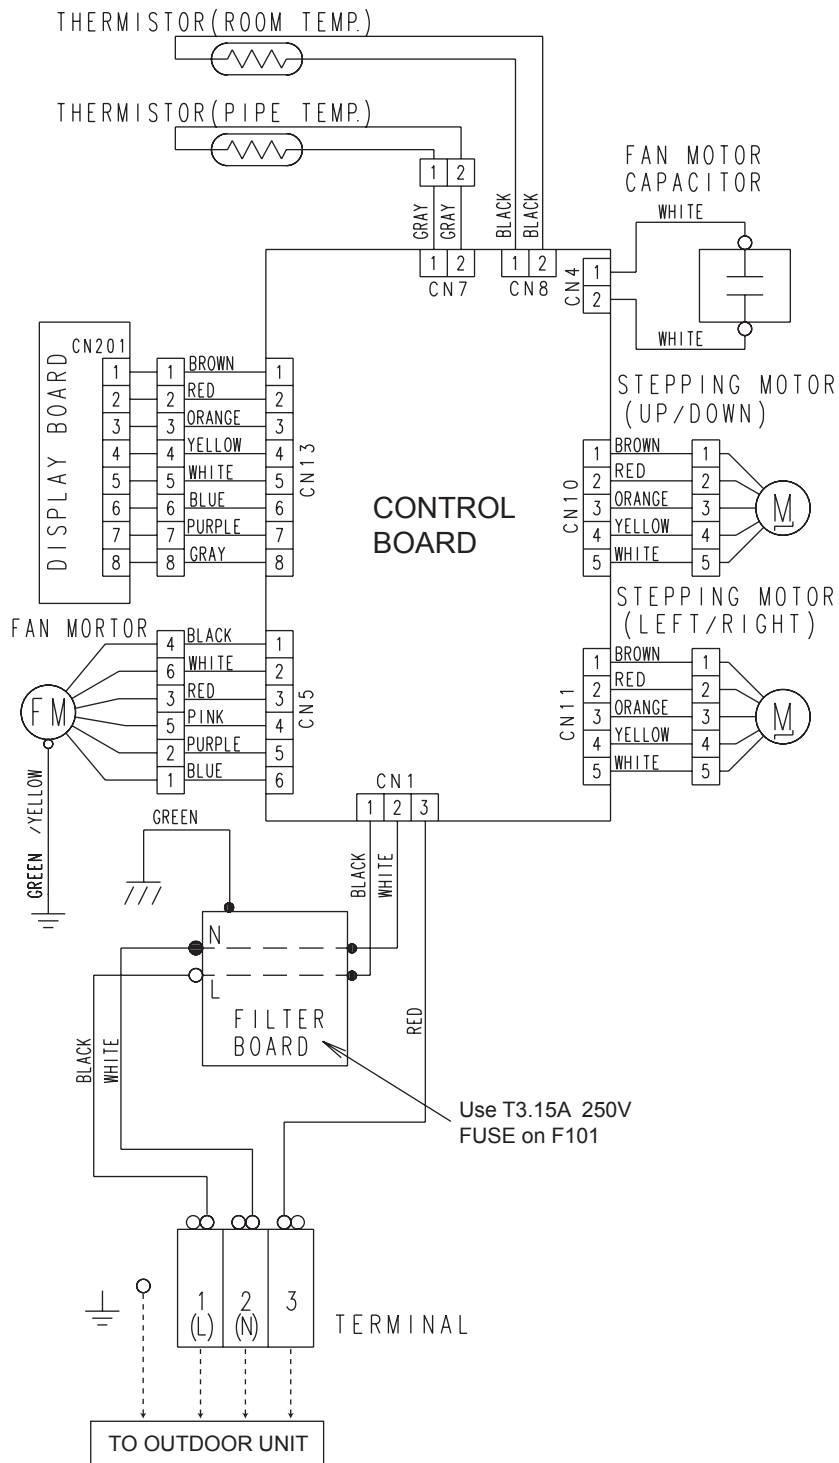 THERMISTOR(ROOM TEMP.)
THERMISTOR(PIPE TEMP.)
1 2
GRAY
GRAY
BLACK
BLACK
1 2
CN7
1 2
CN8
FAN MOTOR
CAPACITOR
WHITE
CN4
1
2
WHITE
DISPLAY BOARD
CN201
1 1 BROWN 1
2 2 RED 2
3 3 ORANGE 3
4 4 YELLOW 4
5 5 WHITE 5
6 6 BLUE 6
7 7 PURPLE 7
8 8 GRAY 8
CN13
CONTROL
BOARD
STEPPING MOTOR
(UP/DOWN)
CN10
1 BROWN 1
2 RED 2
3 ORANGE 3
4 YELLOW 4
5 WHITE 5
M
STEPPING MOTOR
(LEFT/RIGHT)
CN11
1 BROWN 1
2 RED 2
3 ORANGE 3
4 YELLOW 4
5 WHITE 5
M
FAN MORTOR
FM
4 BLACK 1
6 WHITE 2
3 RED 3
5 PINK 4
2 PURPLE 5
1 BLUE 6
CN5
GREEN /YELLOW
CN1
1 2 3
GREEN
BLACK
WHITE
RED
N
L
FILTER
BOARD
BLACK
WHITE
Use T3.15A 250V
FUSE on F101
1
(L)
2
(N)
3
TERMINAL
TO OUTDOOR UNIT